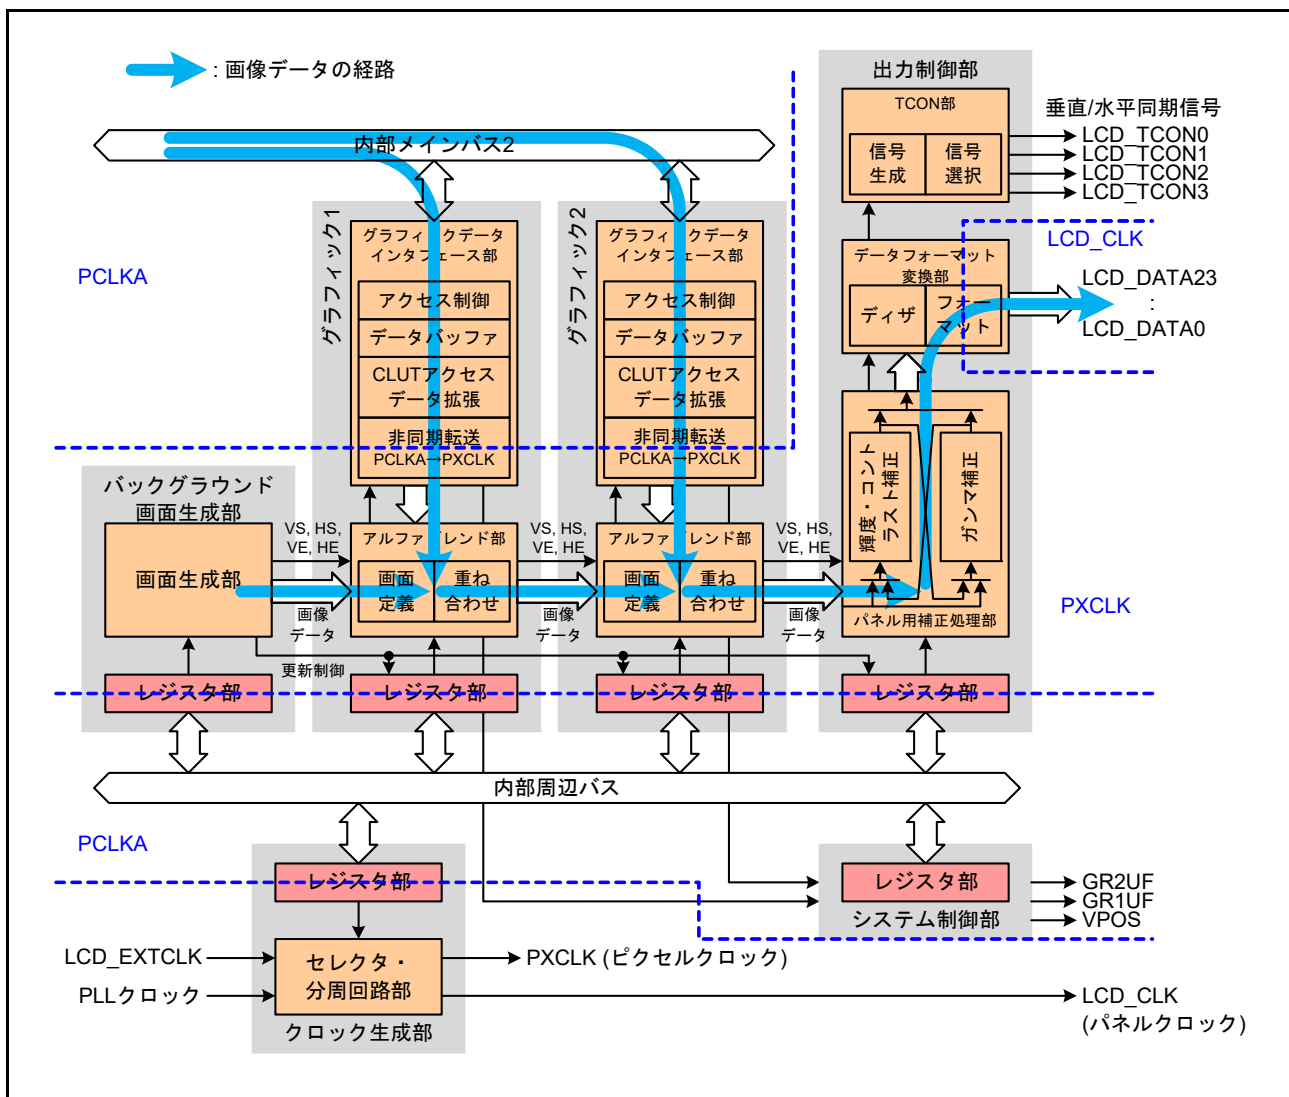 : 画像データの経路
内部メインバス2
PCLKA
グラフィック1
グラフィックデータ
インタフェース部
アクセス制御
データバッファ
CLUTアクセス
データ拡張
非同期転送
PCLKA→PXCLK
グラフィック2
グラフィックデータ
インタフェース部
アクセス制御
データバッファ
CLUTアクセス
データ拡張
非同期転送
PCLKA→PXCLK
出力制御部
TCON部
信号
生成
信号
選択
垂直/水平同期信号
LCD_TCON0
LCD_TCON1
LCD_TCON2
LCD_TCON3
LCD_CLK
データフォーマット
変換部
ディザ
フォー
マット
LCD_DATA23
:
LCD_DATA0
輝度・コント
ラスト補正
ガンマ補正
パネル用補正処理部
PXCLK
バックグラウンド
画面生成部
画面生成部
VS, HS,
VE, HE
画像
データ
アルファブレンド部
画面
定義
重ね
合わせ
VS, HS,
VE, HE
画像
データ
アルファブレンド部
画面
定義
重ね
合わせ
VS, HS,
VE, HE
画像
データ
更新制御
レジスタ部
レジスタ部
レジスタ部
レジスタ部
内部周辺バス
PCLKA
レジスタ部
レジスタ部
システム制御部
GR2UF
GR1UF
VPOS
LCD_EXTCLK
PLLクロック
セレクタ・
分周回路部
クロック生成部
PXCLK (ピクセルクロック)
LCD_CLK
(パネルクロック)